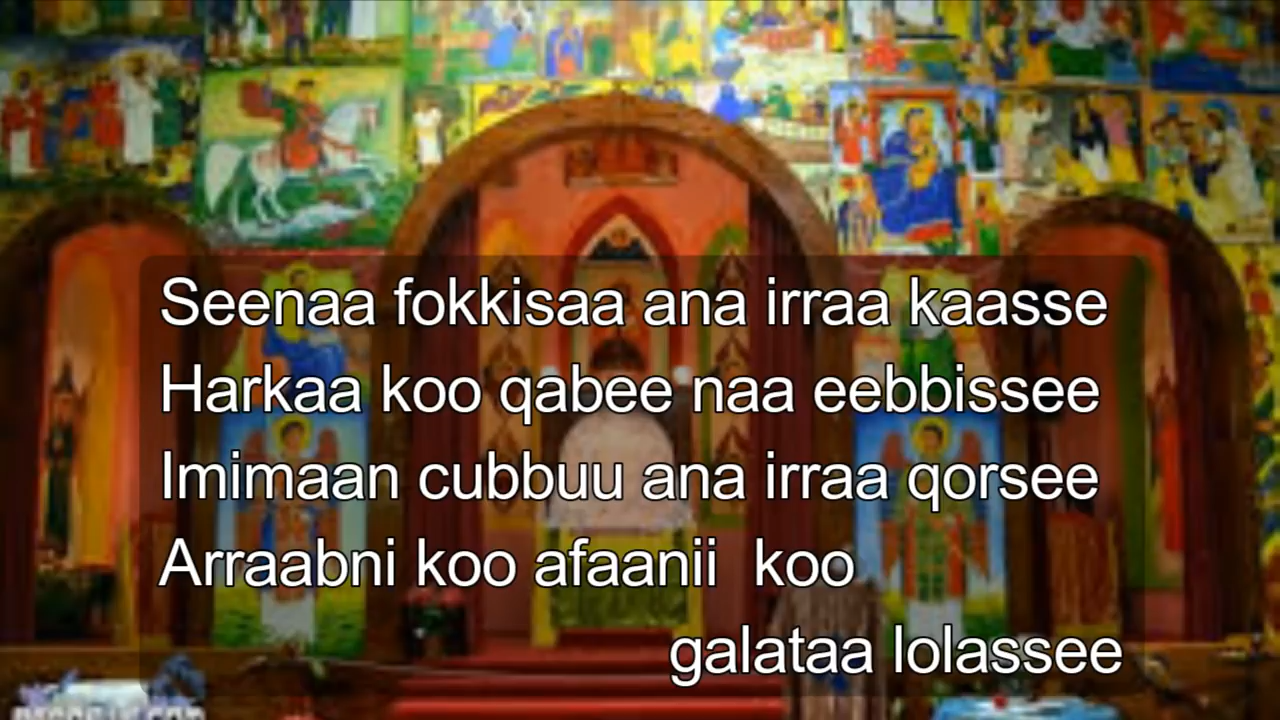 Seenaa fokkisaa ana irraa kaasse
Harkaa koo qabee naa eebbissee
Imimaan cubbuu ana irraa qorsee
Arraabni koo afaanii koo
galataa lolassee